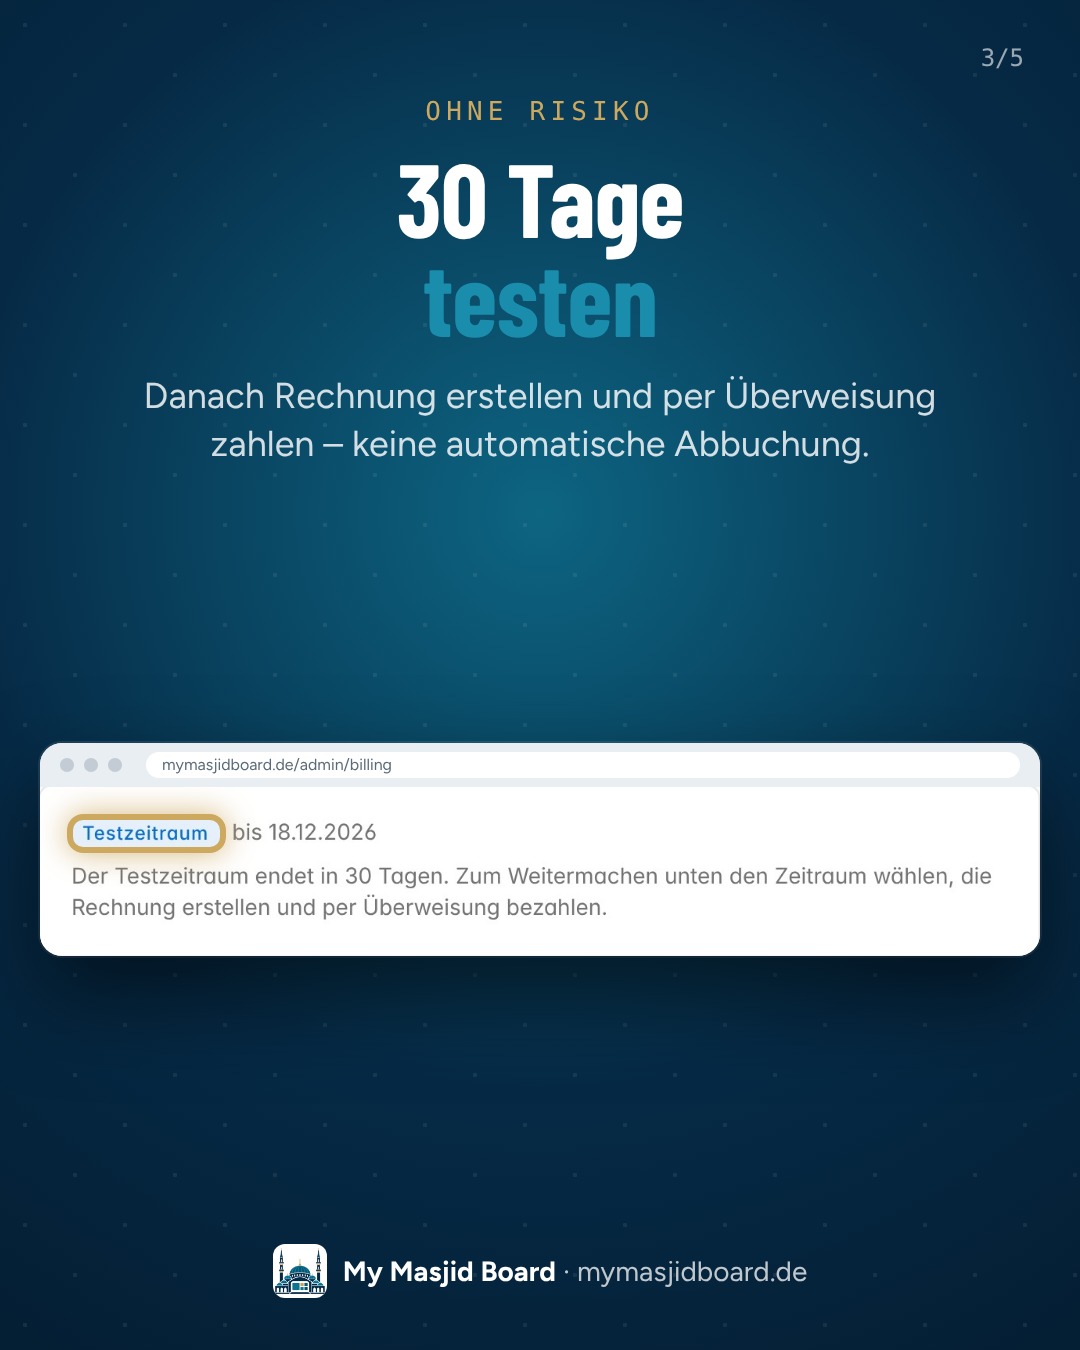 3/5
OHNE RISIKO
30 Tage
testen
Danach Rechnung erstellen und per Überweisung
zahlen – keine automatische Abbuchung.
mymasjidboard.de/admin/billing
Testzeitraum bis 18.12.2026
Der Testzeitraum endet in 30 Tagen. Zum Weitermachen unten den Zeitraum wählen, die
Rechnung erstellen und per Überweisung bezahlen.
My Masjid Board · mymasjidboard.de